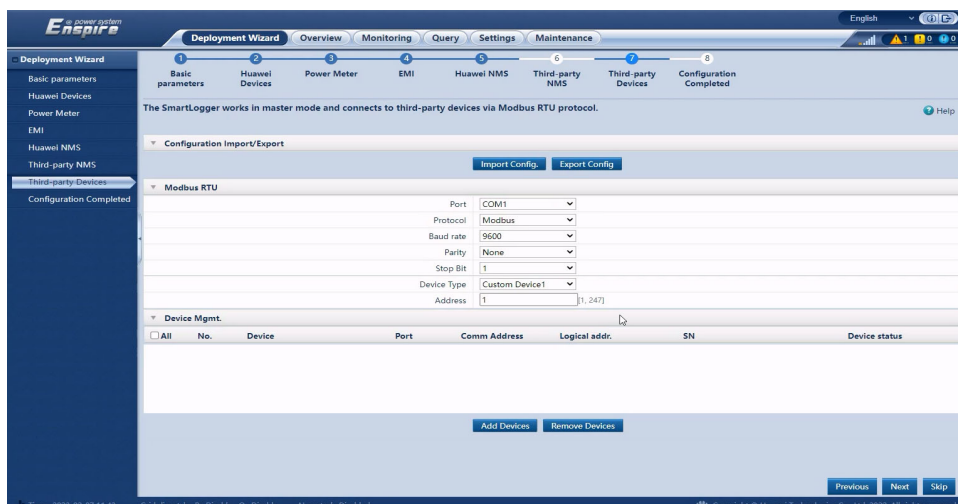 Enspire
@ power system
English
Deployment Wizard Overview Monitoring Query Settings Maintenance
1 0 0
Deployment Wizard
Basic parameters
Huawei Devices
Power Meter
EMI
Huawei NMS
Third-party NMS
Third-party Devices
Configuration Completed
1 2 3 4 5 6 7 8
Basic parameters Huawei Devices Power Meter EMI Huawei NMS Third-party NMS Third-party Devices Configuration Completed
The SmartLogger works in master mode and connects to third-party devices via Modbus RTU protocol.
Help
Configuration Import/Export
Import Config. Export Config
Modbus RTU
Port COM1
Protocol Modbus
Baud rate 9600
Parity None
Stop Bit 1
Device Type Custom Device1
Address 1 [1, 247]
Device Mgmt.
All No. Device Port Comm Address Logical addr. SN Device status
Add Devices Remove Devices
Previous Next Skip